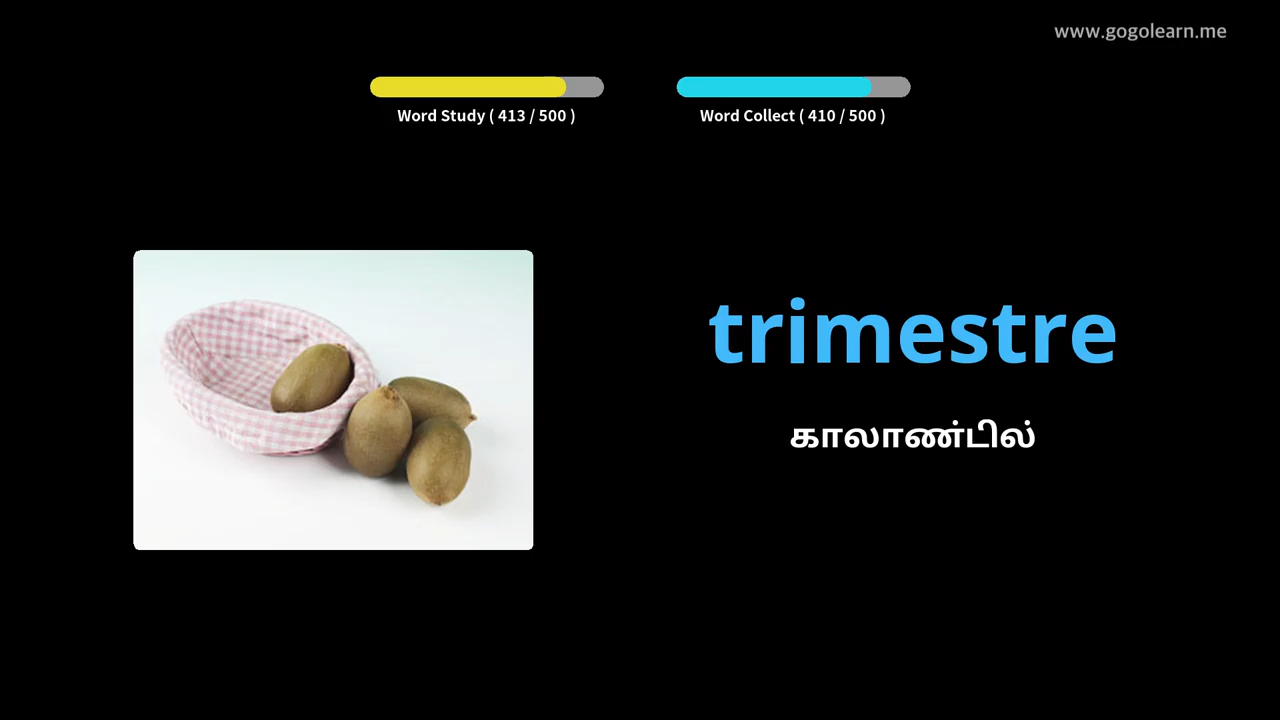 www.gogolearn.me
Word Study ( 413 / 500 )
Word Collect ( 410 / 500 )
trimestre
காலாண்டில்